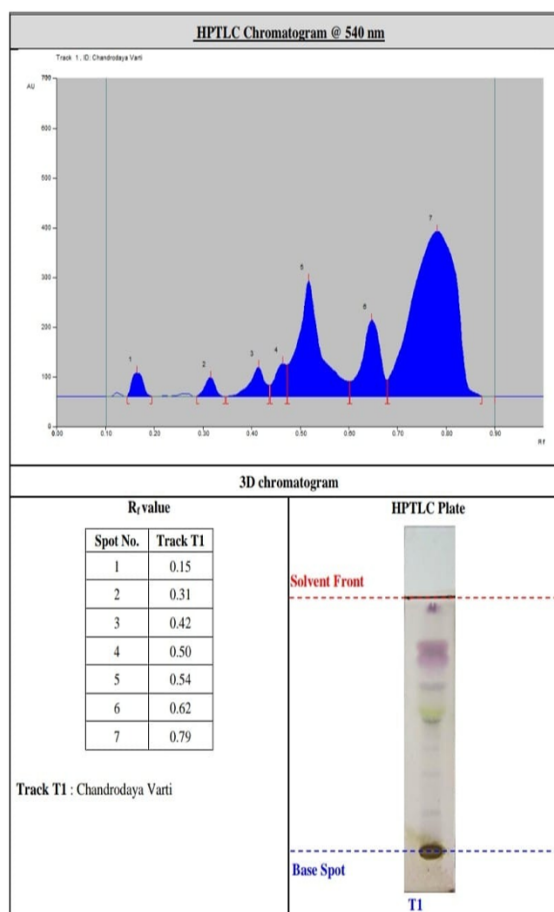 HPTLC Chromatogram @ 540 nm
Track 1 , ID: Chandrodaya Varti
AU
700
600
500
400
300
200
100
0
1
2
3
4
5
6
7
0.00 0.10 0.20 0.30 0.40 0.50 0.60 0.70 0.80 0.90
Rf
3D chromatogram
Rf value
Spot No. Track T1
1 0.15
2 0.31
3 0.42
4 0.50
5 0.54
6 0.62
7 0.79
Track T1 : Chandrodaya Varti
HPTLC Plate
Solvent Front
Base Spot
T1